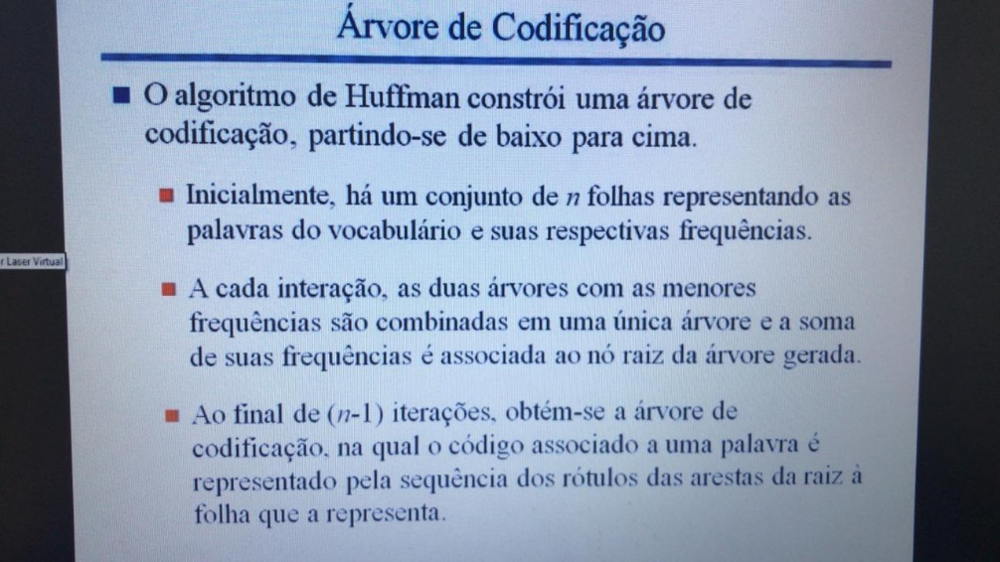 Árvore de Codificação
O algoritmo de Huffman constrói uma árvore de
codificação, partindo-se de baixo para cima.
Inicialmente, há um conjunto de n folhas representando as
palavras do vocabulário e suas respectivas frequências.
r Laser Virtual
A cada interação, as duas árvores com as menores
frequências são combinadas em uma única árvore e a soma
de suas frequências é associada ao nó raiz da árvore gerada.
Ao final de (n-1) iterações, obtém-se a árvore de
codificação, na qual o código associado a uma palavra é
representado pela sequência dos rótulos das arestas da raiz à
folha que a representa.